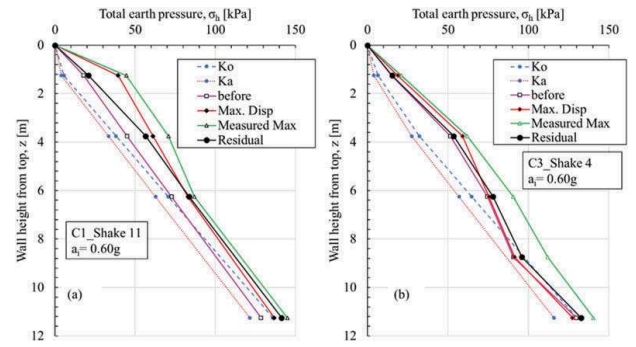 Total earth pressure, σh [kPa]
0 50 100 150
0
2
4
6
8
10
12
Wall height from top, z [m]
Ko
Ka
before
Max. Disp
Measured Max
Residual
C1_Shake 11
ai= 0.60g
(a)
Total earth pressure, σh [kPa]
0 50 100 150
0
2
4
6
8
10
12
Wall height from top, z [m]
Ko
Ka
before
Max. Disp
Measured Max
Residual
C3_Shake 4
ai= 0.60g
(b)